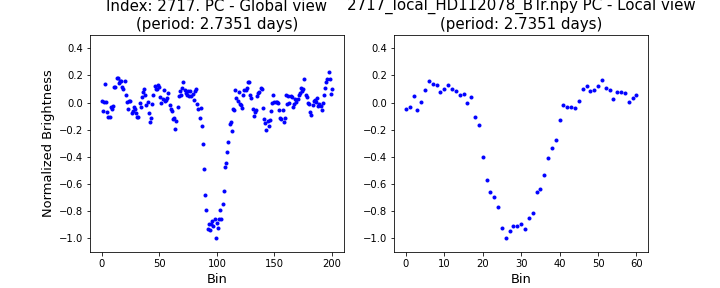 Index: 2717. PC - Global view
(period: 2.7351 days)
2717_local_HD112078_BTr.npy PC - Local view
(period: 2.7351 days)
Normalized Brightness
0.4
0.2
0.0
−0.2
−0.4
−0.6
−0.8
−1.0
0 50 100 150 200
Bin
0.4
0.2
0.0
−0.2
−0.4
−0.6
−0.8
−1.0
0 10 20 30 40 50 60
Bin